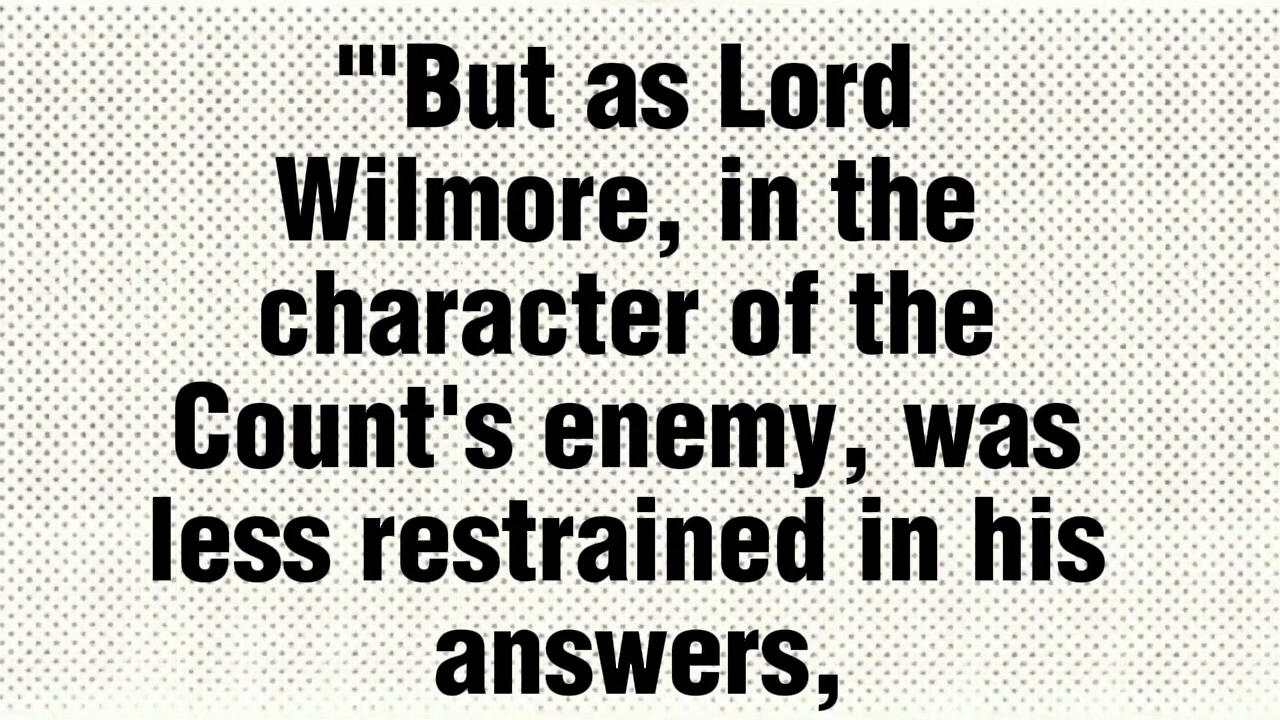 "'But as Lord
Wilmore, in the
character of the
Count's enemy, was
less restrained in his
answers,